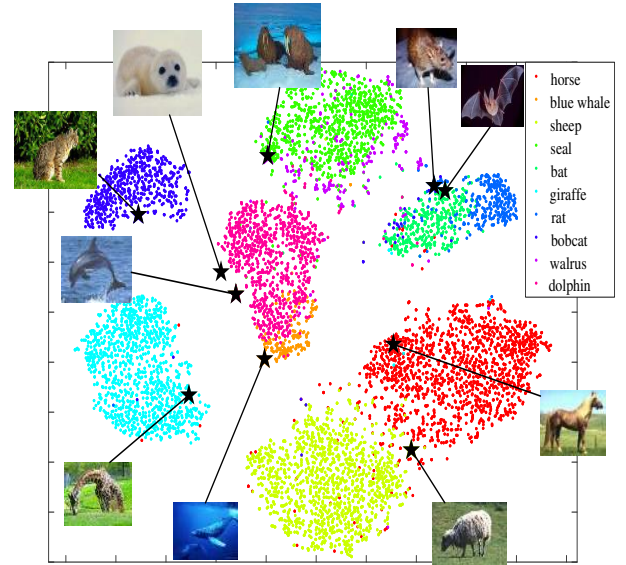 horse
blue whale
sheep
seal
bat
giraffe
rat
bobcat
walrus
dolphin